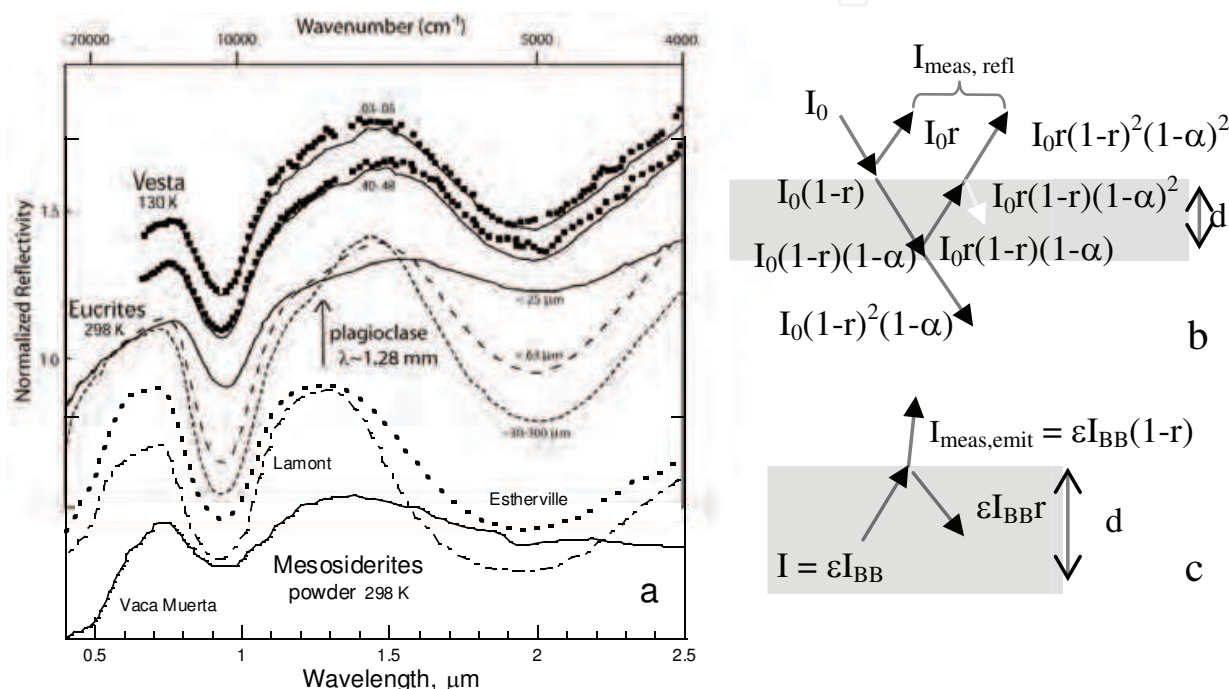 Wavenumber (cm⁻¹)
20000 10000 5000 4000
Normalized Reflectivity
1.5
1.0
03-05
Vesta
130 K
40-48
Eucrites
298 K
<25 μm
plagioclase
λ~1.28 mm
<63 μm
~30-300 μm
Lamont
Estherville
Mesosiderites
powder 298 K
Vaca Muerta
a
0.5 1 1.5 2 2.5
Wavelength, μm
I_meas, refl
I₀
I₀r
I₀r(1-r)²(1-α)²
I₀(1-r)
I₀r(1-r)(1-α)²
d
I₀(1-r)(1-α)
I₀r(1-r)(1-α)
I₀(1-r)²(1-α)
b
I_meas,emit = εI_BB(1-r)
εI_BBr
d
I = εI_BB
c